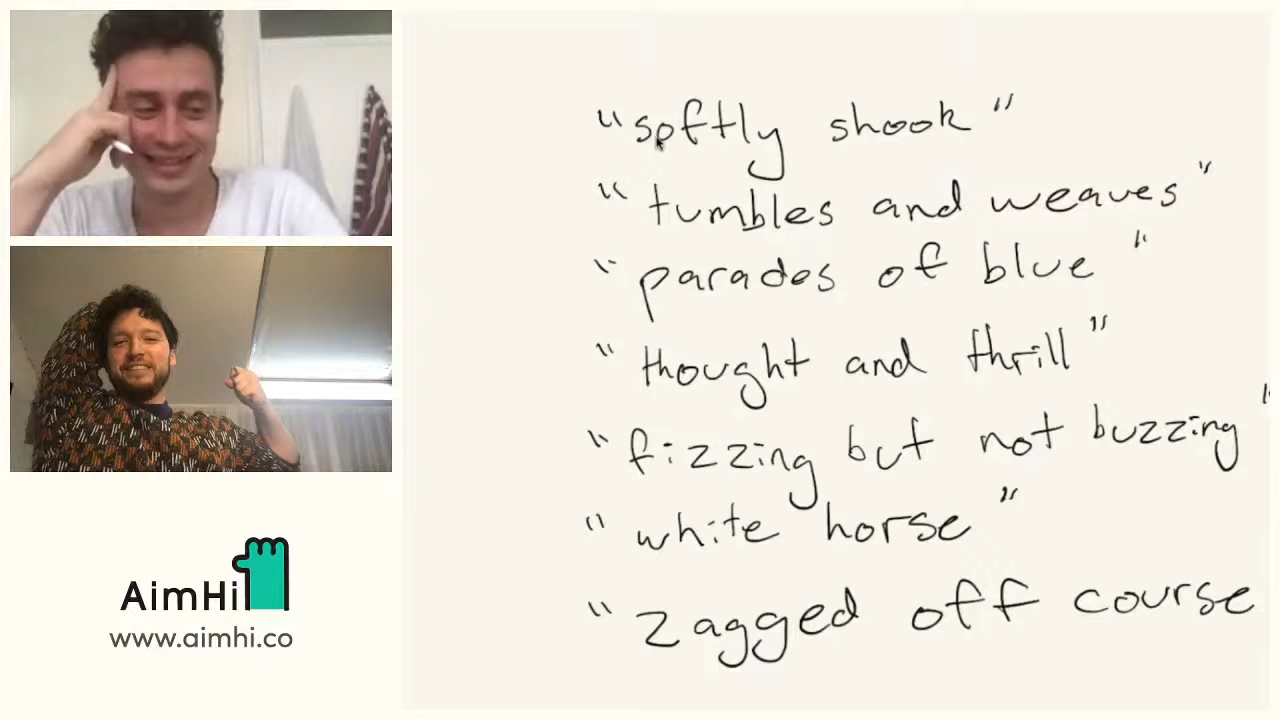 "softly shook"
"tumbles and weaves"
"parades of blue"
"thought and thrill"
"fizzing but not buzzing"
"white horse"
"zagged off course
AimHi
www.aimhi.co